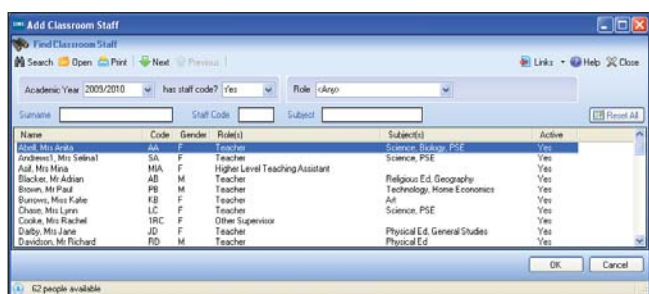 SIMS Add Classroom Staff
Find Classroom Staff
Search Open Print Next Previous Links Help Close
Academic Year 2009/2010 has staff code? Yes Role <Any>
Surname Staff Code Subject Reset All
Name Code Gender Role(s) Subject(s) Active
Abell, Mrs Anita AA F Teacher Science, Biology, PSE Yes
Andrews1, Mrs Selina1 SA F Teacher Science, PSE Yes
Asif, Mrs Mina MIA F Higher Level Teaching Assistant Yes
Blacker, Mr Adrian AB M Teacher Religious Ed, Geography Yes
Brown, Mr Paul PB M Teacher Technology, Home Economics Yes
Burrows, Miss Katie KB F Teacher Art Yes
Chase, Mrs Lynn LC F Teacher Science, PSE Yes
Cooke, Mrs Rachel 1RC F Other Supervisor Yes
Darby, Mrs Jane JD F Teacher Physical Ed, General Studies Yes
Davidson, Mr Richard RD M Teacher Physical Ed Yes
OK Cancel
62 people available